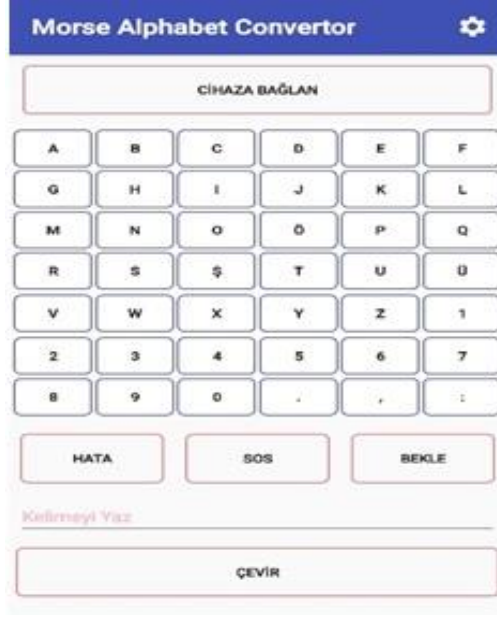 Morse Alphabet Convertor
CİHAZA BAĞLAN
A B C D E F
G H I J K L
M N O Ö P Q
R S Ş T U Ü
V W X Y Z 1
2 3 4 5 6 7
8 9 0 . , :
HATA SOS BEKLE
Kelimeyi Yaz
ÇEVİR